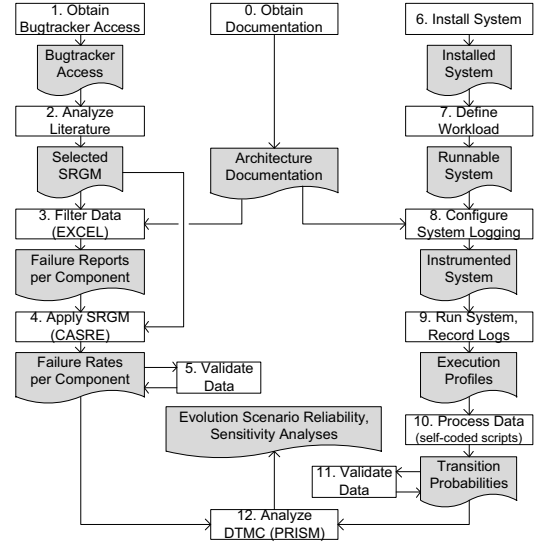 1. Obtain
Bugtracker Access
0. Obtain
Documentation
6. Install System
Bugtracker
Access
Installed
System
2. Analyze
Literature
7. Define
Workload
Selected
SRGM
Architecture
Documentation
Runnable
System
3. Filter Data
(EXCEL)
8. Configure
System Logging
Failure Reports
per Component
Instrumented
System
4. Apply SRGM
(CASRE)
9. Run System,
Record Logs
Failure Rates
per Component
5. Validate
Data
Execution
Profiles
Evolution Scenario Reliability,
Sensitivity Analyses
10. Process Data
(self-coded scripts)
11. Validate
Data
Transition
Probabilities
12. Analyze
DTMC (PRISM)